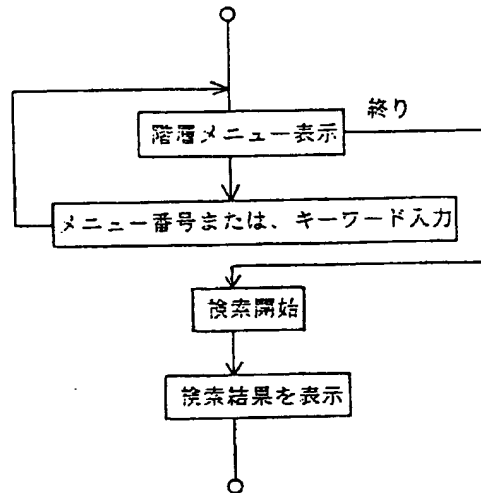 終り
階層メニュー表示
メニュー番号または、キーワード入力
検索開始
検索結果を表示